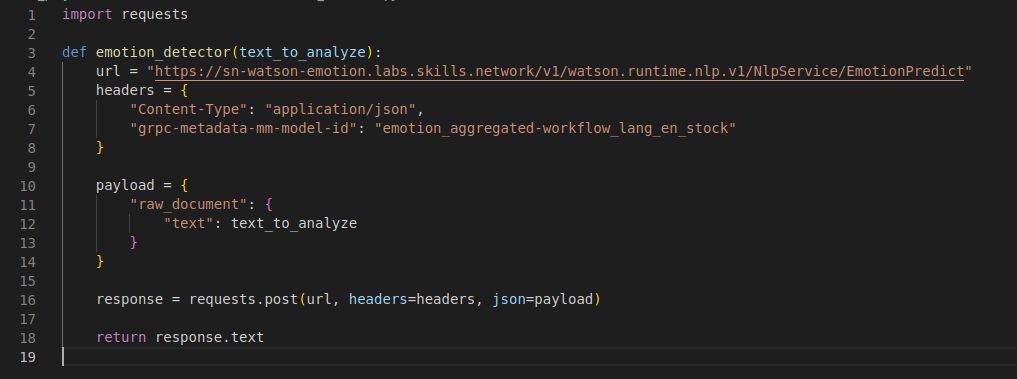 1 import requests
2
3 def emotion_detector(text_to_analyze):
4     url = "https://sn-watson-emotion.labs.skills.network/v1/watson.runtime.nlp.v1/NlpService/EmotionPredict"
5     headers = {
6         "Content-Type": "application/json",
7         "grpc-metadata-mm-model-id": "emotion_aggregated-workflow_lang_en_stock"
8     }
9
10     payload = {
11         "raw_document": {
12             "text": text_to_analyze
13         }
14     }
15
16     response = requests.post(url, headers=headers, json=payload)
17
18     return response.text
19